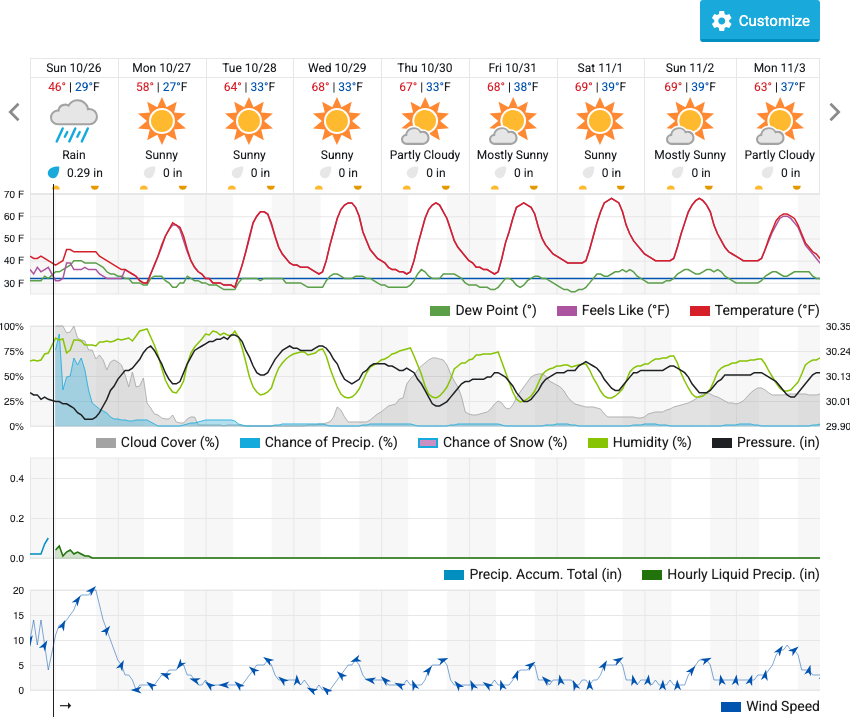 Customize
Sun 10/26 Mon 10/27 Tue 10/28 Wed 10/29 Thu 10/30 Fri 10/31 Sat 11/1 Sun 11/2 Mon 11/3
46° | 29°F 58° | 27°F 64° | 33°F 68° | 33°F 67° | 33°F 68° | 38°F 69° | 39°F 69° | 39°F 63° | 37°F
Rain Sunny Sunny Sunny Partly Cloudy Mostly Sunny Sunny Mostly Sunny Partly Cloudy
0.29 in 0 in 0 in 0 in 0 in 0 in 0 in 0 in 0 in
70 F
60 F
50 F
40 F
30 F
Dew Point (°) Feels Like (°F) Temperature (°F)
100% 30.35
75% 30.24
50% 30.13
25% 30.01
0% 29.90
Cloud Cover (%) Chance of Precip. (%) Chance of Snow (%) Humidity (%) Pressure. (in)
0.4
0.2
0.0
Precip. Accum. Total (in) Hourly Liquid Precip. (in)
20
15
10
5
0
Wind Speed